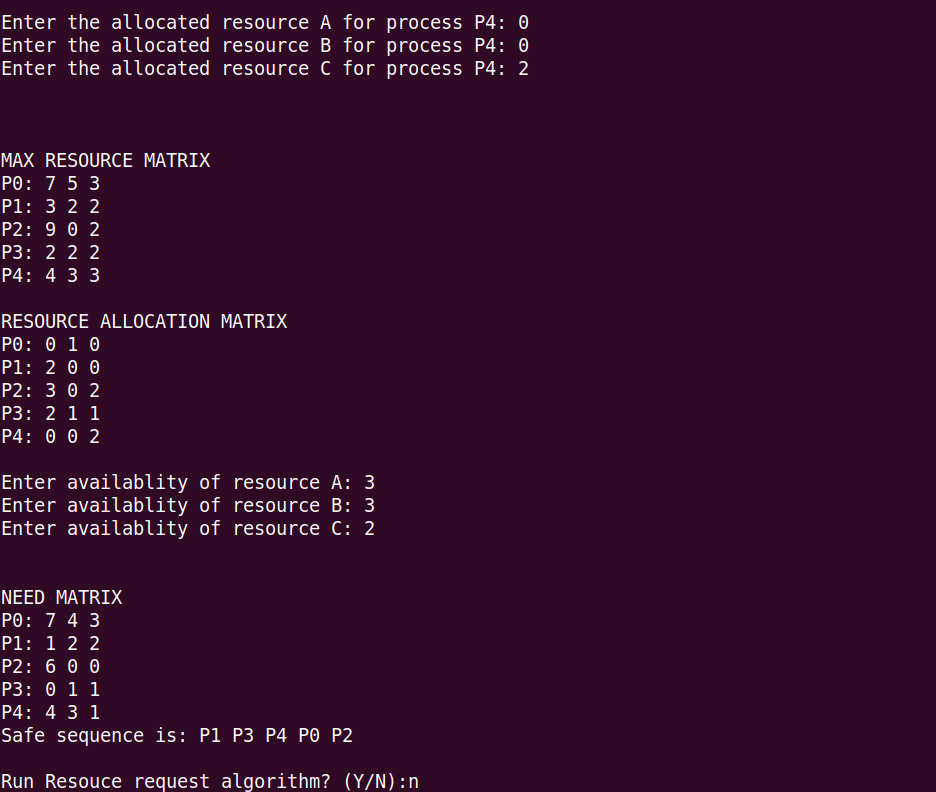 Enter the allocated resource A for process P4: 0
Enter the allocated resource B for process P4: 0
Enter the allocated resource C for process P4: 2
MAX RESOURCE MATRIX
P0: 7 5 3
P1: 3 2 2
P2: 9 0 2
P3: 2 2 2
P4: 4 3 3
RESOURCE ALLOCATION MATRIX
P0: 0 1 0
P1: 2 0 0
P2: 3 0 2
P3: 2 1 1
P4: 0 0 2
Enter availablity of resource A: 3
Enter availablity of resource B: 3
Enter availablity of resource C: 2
NEED MATRIX
P0: 7 4 3
P1: 1 2 2
P2: 6 0 0
P3: 0 1 1
P4: 4 3 1
Safe sequence is: P1 P3 P4 P0 P2
Run Resouce request algorithm? (Y/N):n